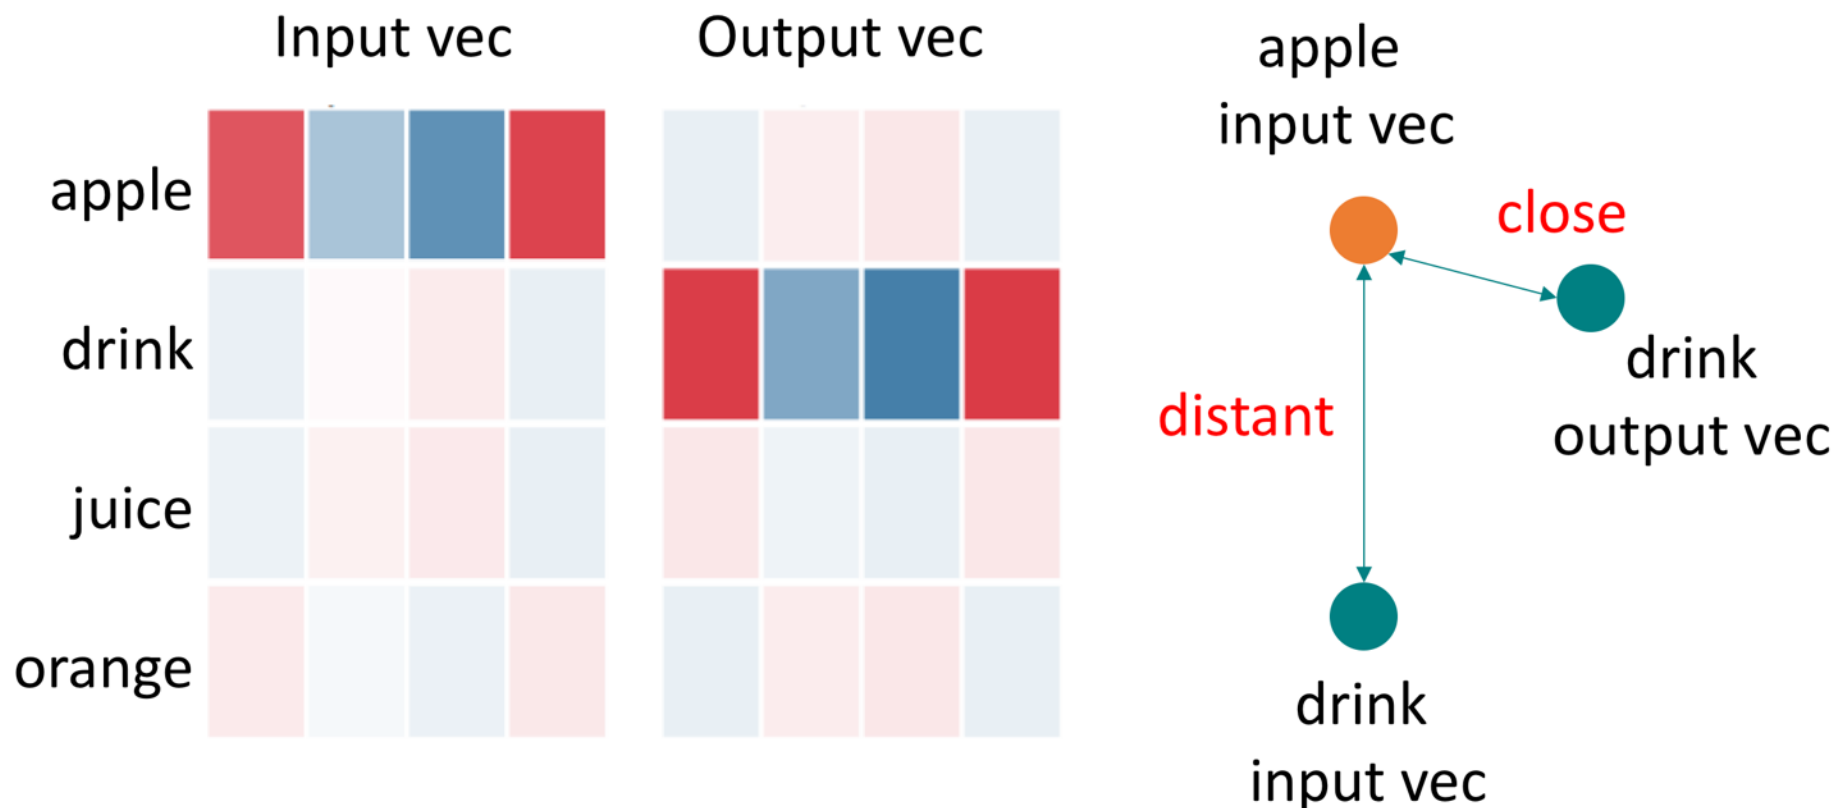 Input vec
Output vec
apple
drink
juice
orange
apple
input vec
close
drink
output vec
distant
drink
input vec